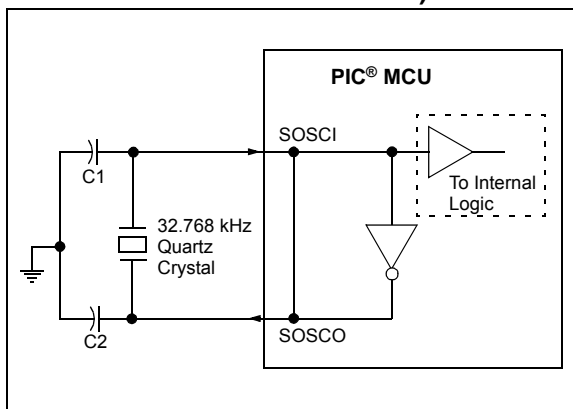 PIC® MCU
SOSCI
C1
To Internal
Logic
32.768 kHz
Quartz
Crystal
SOSCO
C2